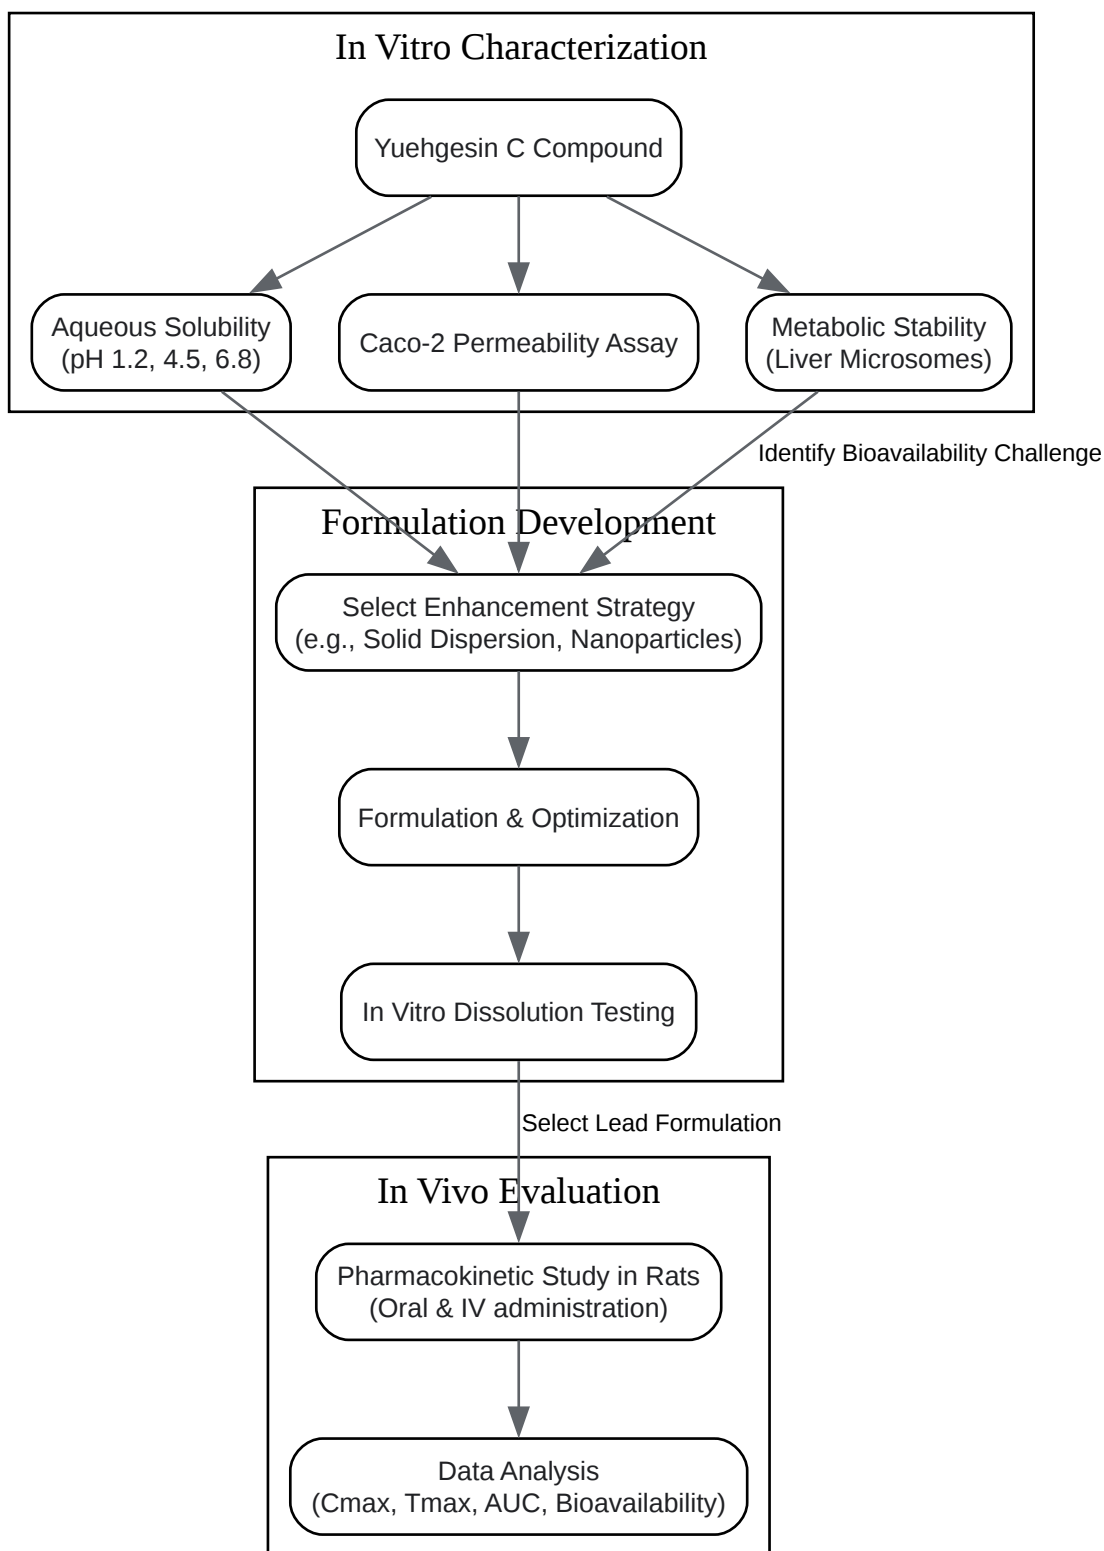 In Vitro Characterization
Yuehgesin C Compound
Aqueous Solubility
(pH 1.2, 4.5, 6.8)
Caco-2 Permeability Assay
Metabolic Stability
(Liver Microsomes)
Identify Bioavailability Challenge
Formulation Development
Select Enhancement Strategy
(e.g., Solid Dispersion, Nanoparticles)
Formulation & Optimization
In Vitro Dissolution Testing
Select Lead Formulation
In Vivo Evaluation
Pharmacokinetic Study in Rats
(Oral & IV administration)
Data Analysis
(Cmax, Tmax, AUC, Bioavailability)